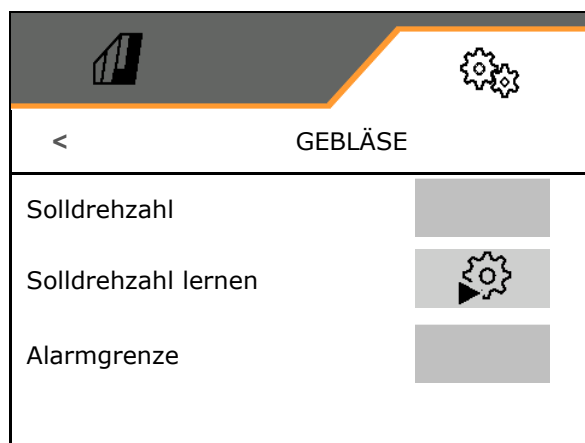 < GEBLÄSE
Solldrehzahl
Solldrehzahl lernen
Alarmgrenze